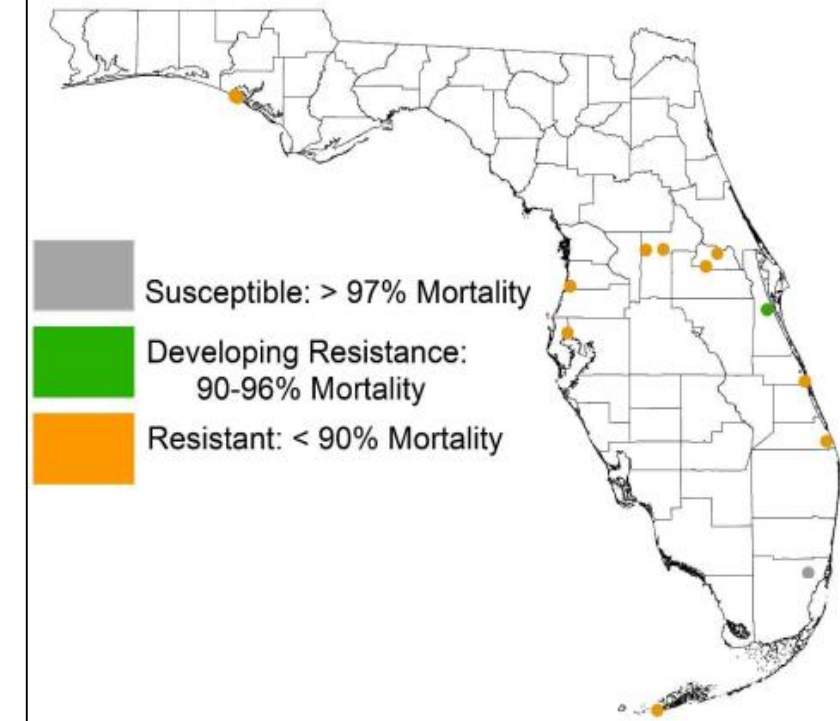 Susceptible: > 97% Mortality
Developing Resistance:
90-96% Mortality
Resistant: < 90% Mortality